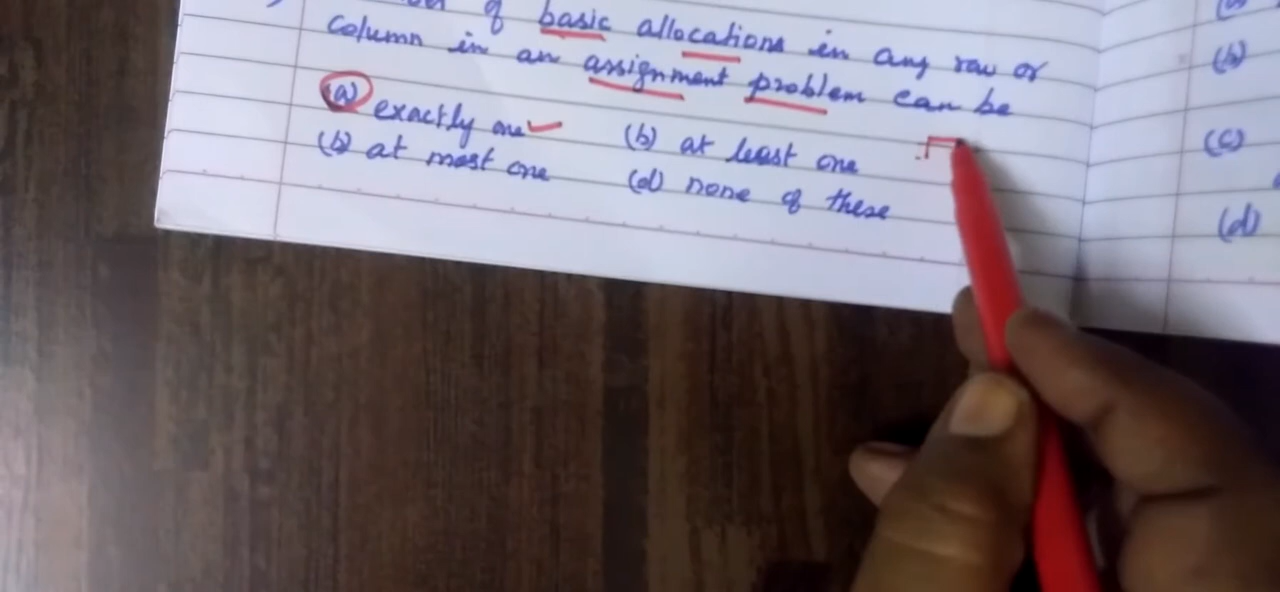 of basic allocations in any row or
column in an assignment problem can be
(a) exactly one (b) at least one
(b) at most one (d) none of these
(b)
(c)
(d)